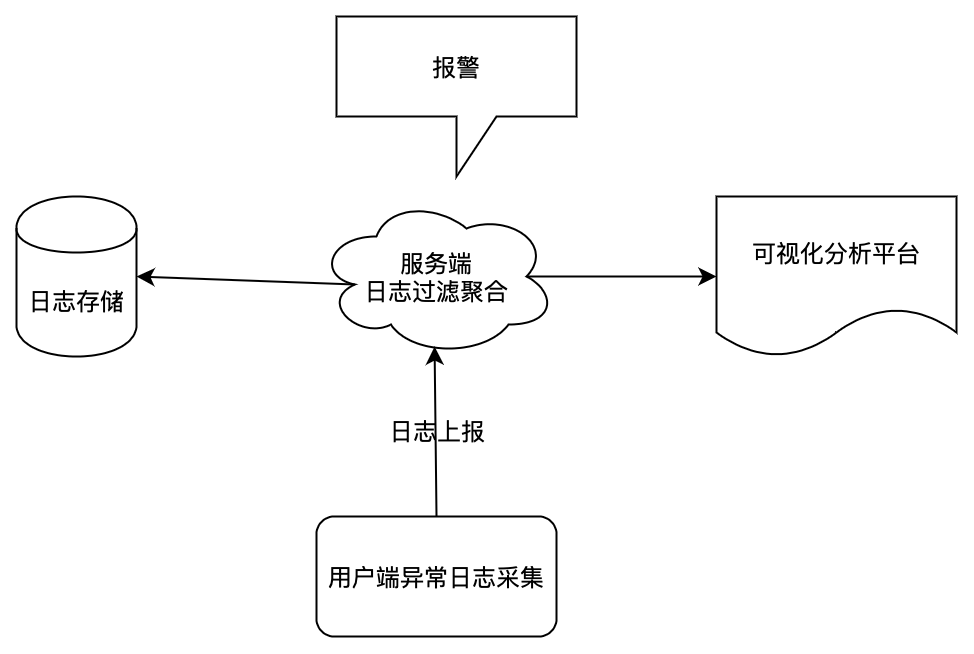 报警
服务端
日志过滤聚合
可视化分析平台
日志存储
日志上报
用户端异常日志采集